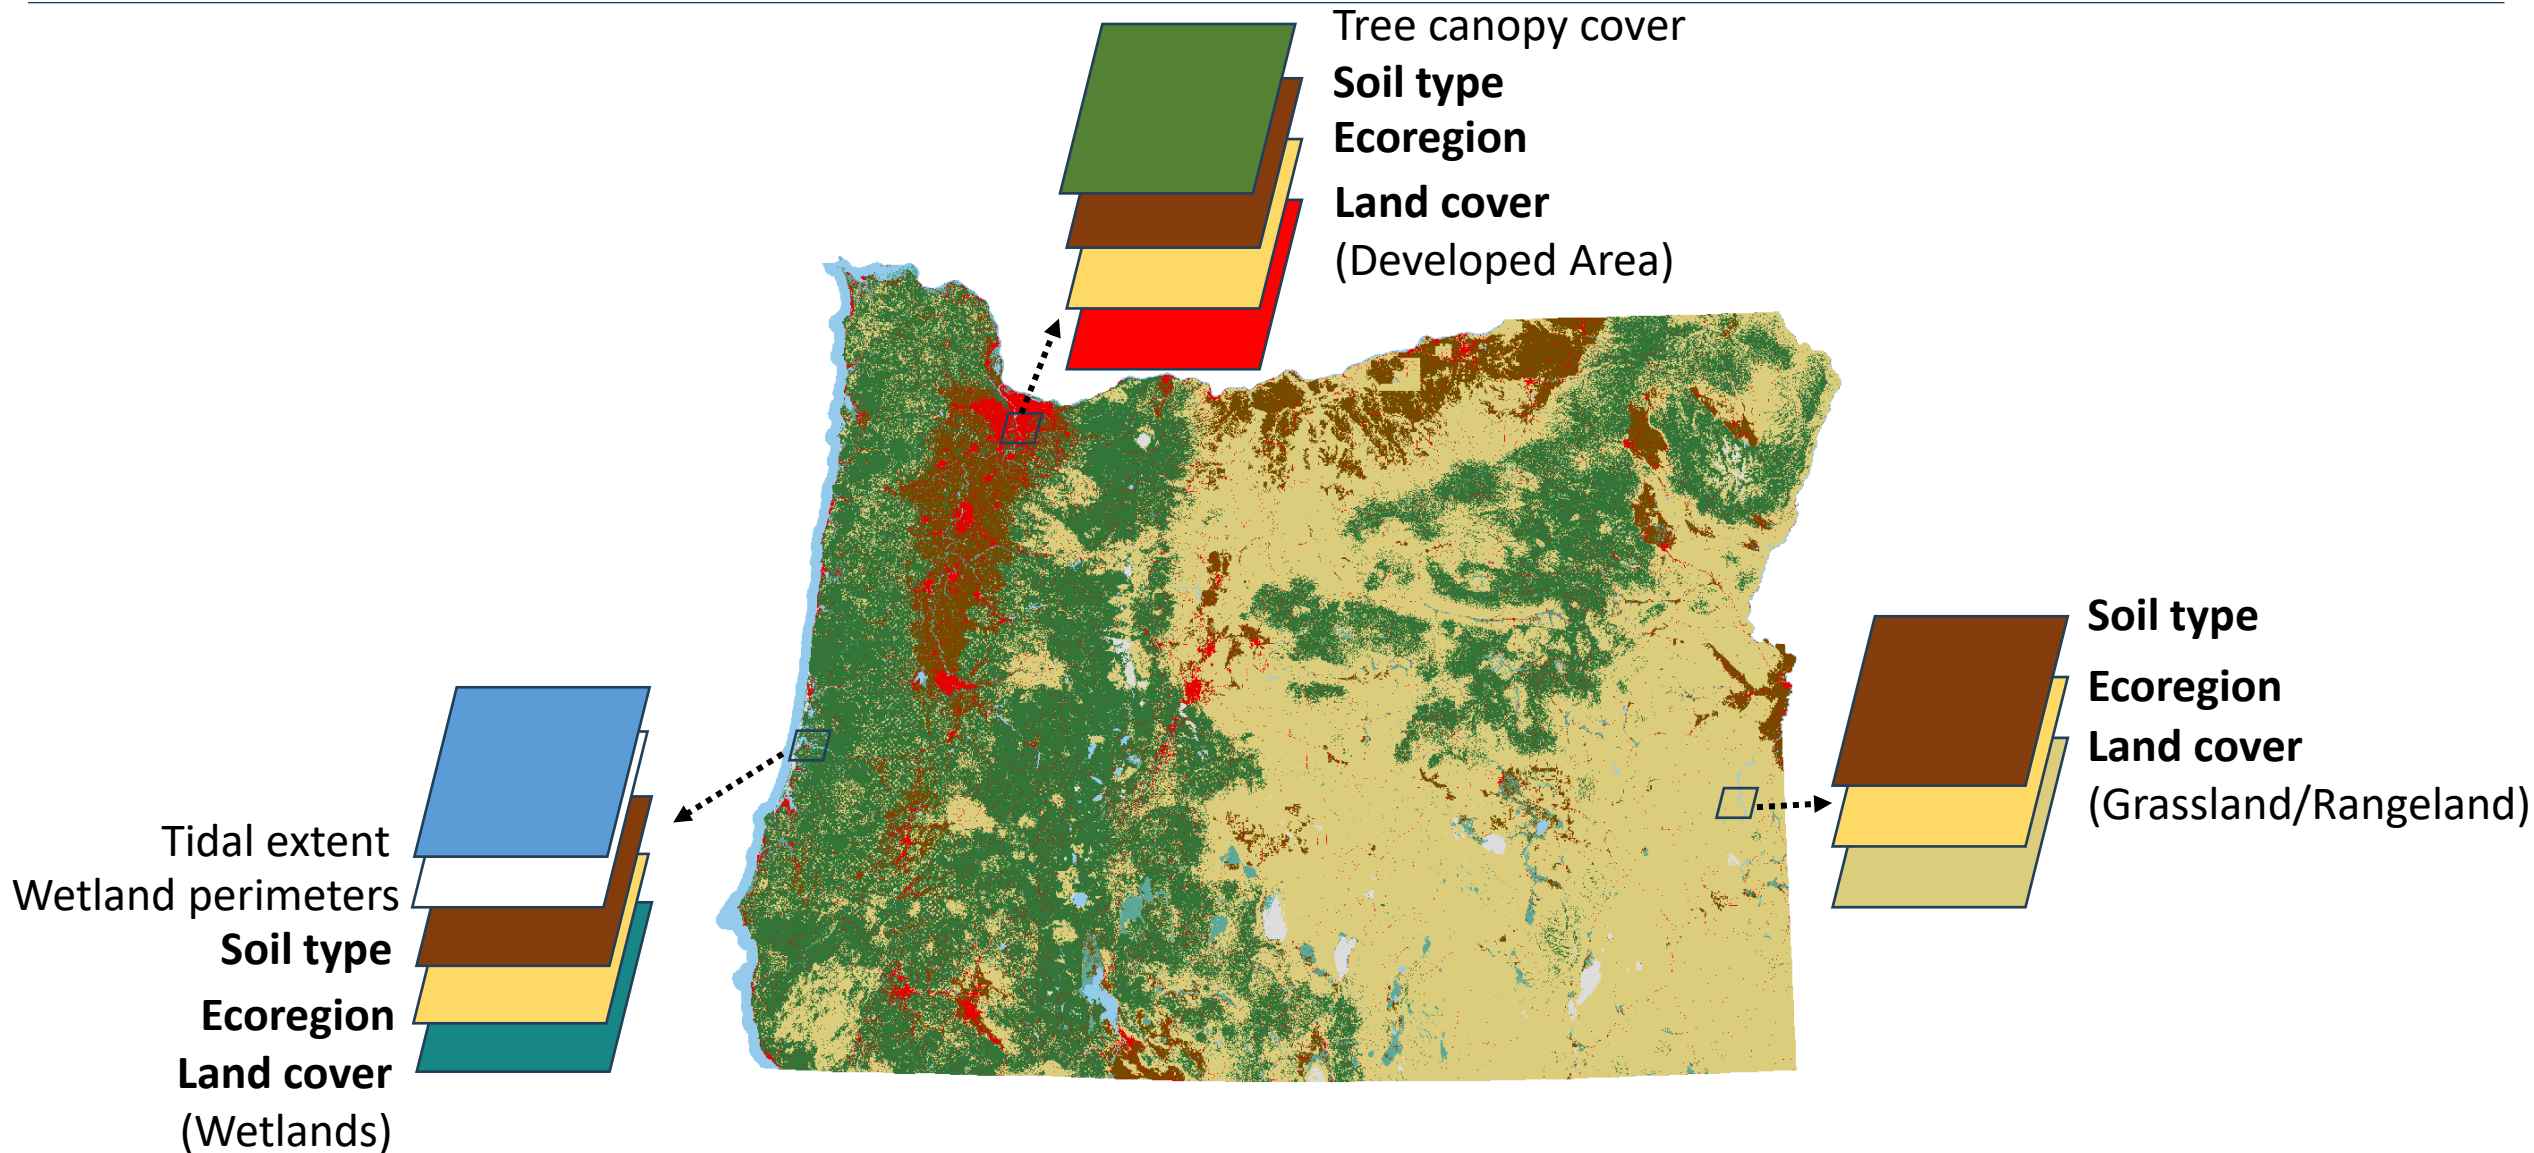 Tree canopy cover
Soil type
Ecoregion
Land cover
(Developed Area)
Soil type
Ecoregion
Land cover
(Grassland/Rangeland)
Tidal extent
Wetland perimeters
Soil type
Ecoregion
Land cover
(Wetlands)